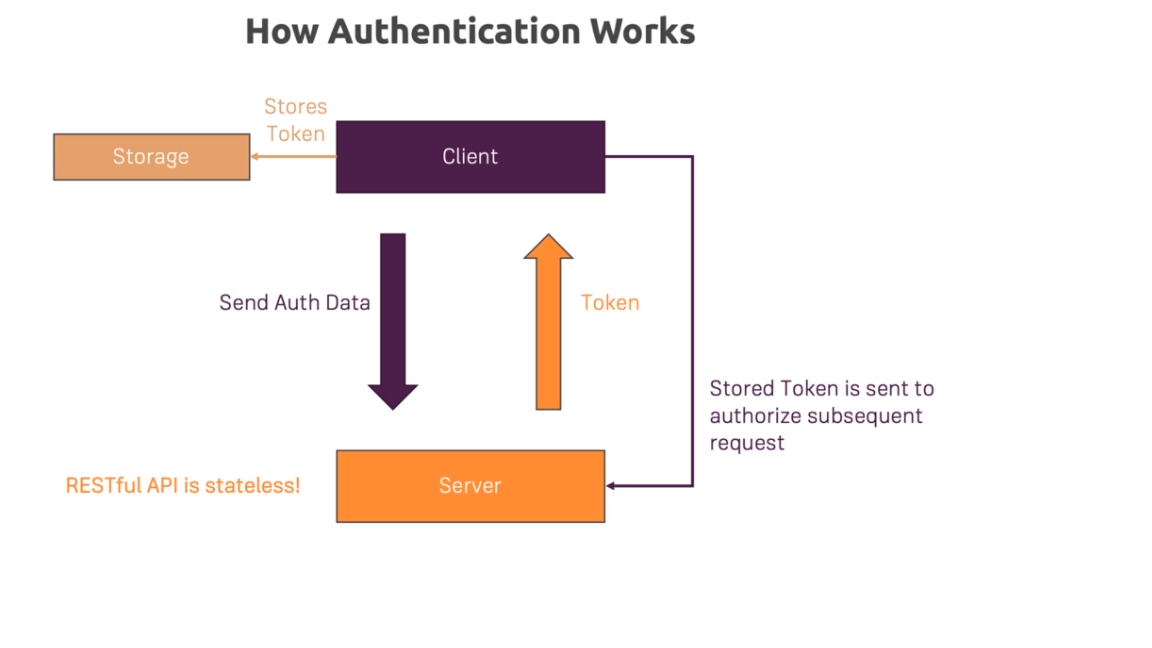 How Authentication Works
Stores
Token
Storage
Client
Send Auth Data
Token
Stored Token is sent to
authorize subsequent
request
RESTful API is stateless!
Server